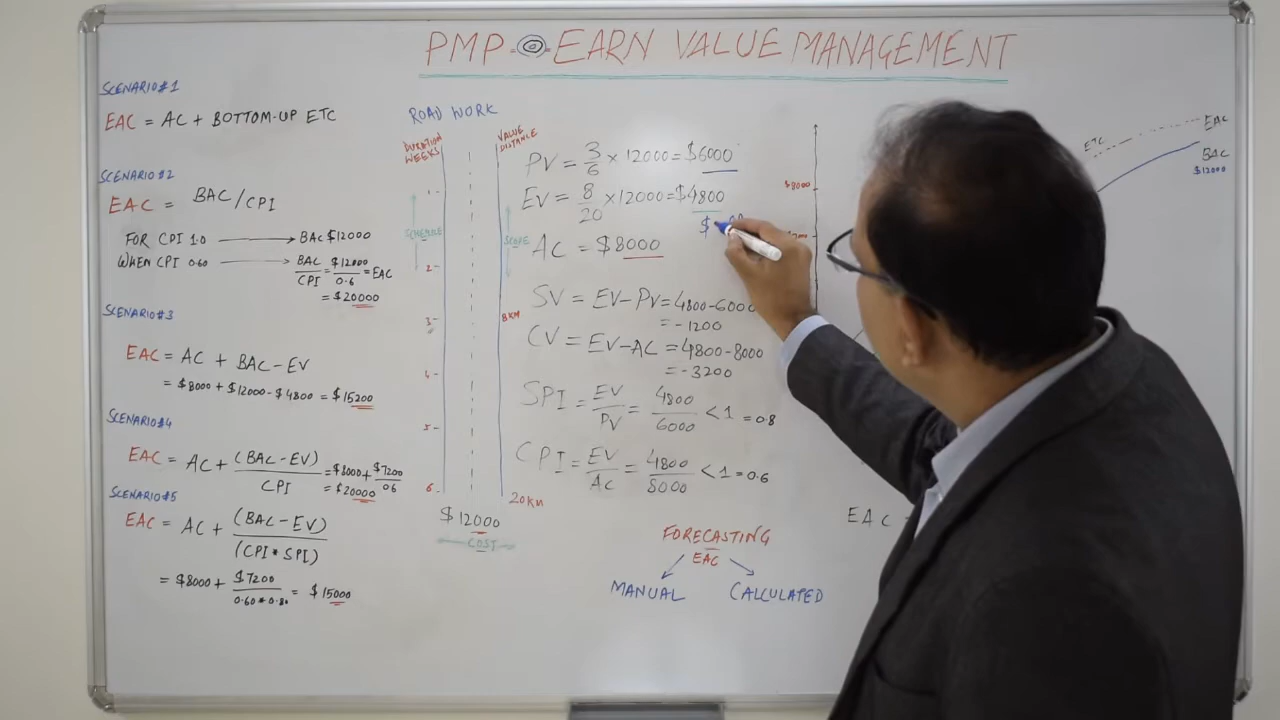 PMP EARN VALUE MANAGEMENT
SCENARIO#1
EAC = AC + BOTTOM-UP ETC
SCENARIO#2
EAC = BAC/CPI
FOR CPI 1.0 → BAC $12000
WHEN CPI 0.60 → BAC/CPI = $12000/0.6 = EAC
= $20000
SCENARIO#3
EAC = AC + BAC-EV
= $8000 + $12000 - $4800 = $15200
SCENARIO#4
EAC = AC + (BAC-EV)/CPI = $8000 + $7200/0.6
= $20000
SCENARIO#5
EAC = AC + (BAC-EV)/(CPI*SPI)
= $8000 + $7200/0.60*0.80 = $15000
ROAD WORK
DURATION
WEEKS
VALUE
DISTANCE
1
SCHEDULE
SCOPE
2
3
8KM
4
5
6
20KM
$12000
COST
PV = 3/6 × 12000 = $6000
EV = 8/20 × 12000 = $4800
$
AC = $8000
SV = EV-PV = 4800-6000
= -1200
CV = EV-AC = 4800-8000
= -3200
SPI = EV/PV = 4800/6000 < 1 = 0.8
CPI = EV/AC = 4800/8000 < 1 = 0.6
FORECASTING
EAC
MANUAL CALCULATED
$8000
ETC
EAC
BAC
$12000
EAC